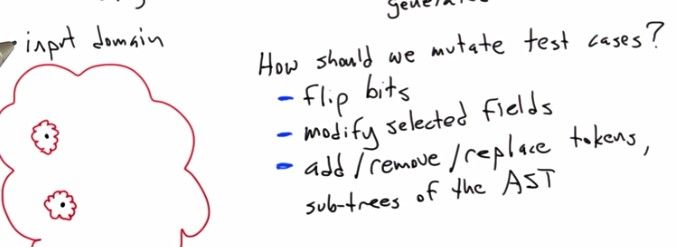 input domain
How should we mutate test cases?
- flip bits
- modify selected fields
- add/remove/replace tokens,
sub-trees of the AST